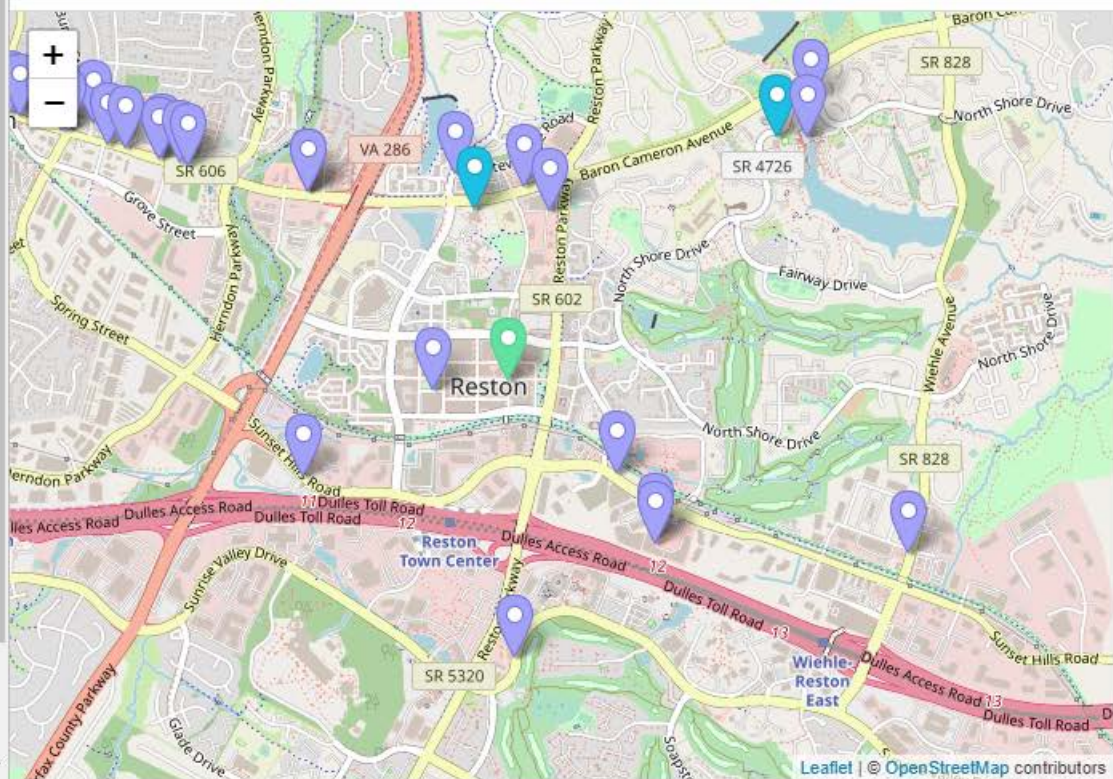 +
−
Baron Ca
SR 828
Herndon Parkway
Reston Parkway
North Shore Drive
Road
VA 286
Baron Cameron Avenue
SR 4726
SR 606
Grove Street
Reston Parkway
North Shore Drive
Fairway Drive
Herndon Parkway
SR 602
Spring Street
Wiehle Avenue
North Shore Drive
Reston
North Shore Drive
Sunset Hills Road
SR 828
erndon Parkway
11
Dulles Toll Road
lles Access Road
Dulles Access Road
Dulles Toll Road
12
Reston
Town Center
Dulles Access Road
12
Sunrise Valley Drive
Dulles Toll Road
13
SR 5320
Wiehle-
Reston
East
Sunset Hills Road
Dulles Access Road
13
Dulles Toll Road
D
fax County Parkway
Glade Drive
Soapst
Leaflet | © OpenStreetMap contributors